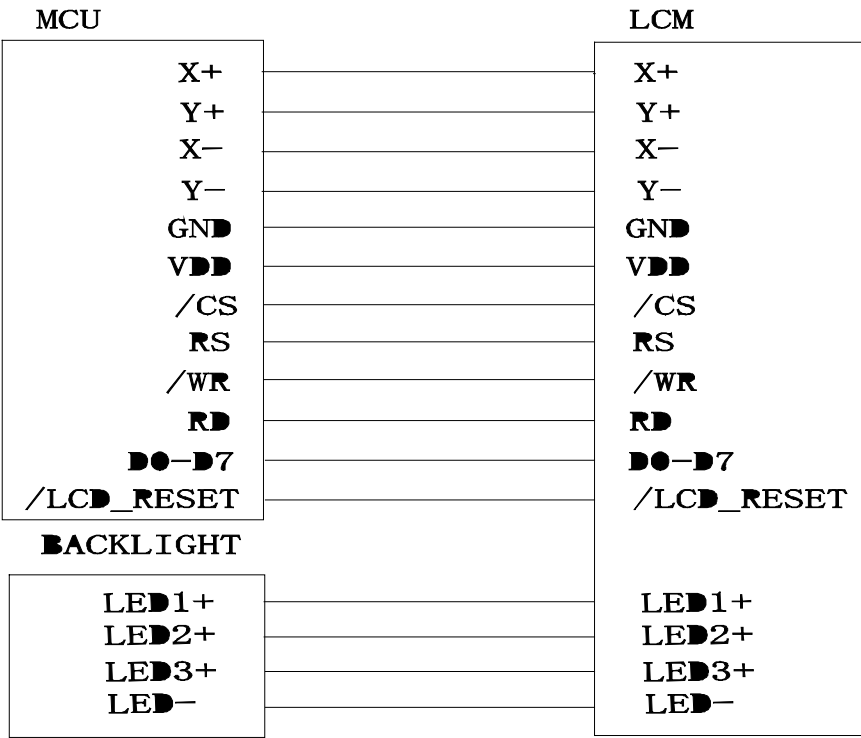 MCU LCM
X+ X+
Y+ Y+
X− X−
Y− Y−
GND GND
VDD VDD
/CS /CS
RS RS
/WR /WR
RD RD
D0−D7 D0−D7
/LCD_RESET /LCD_RESET
BACKLIGHT
LED1+ LED1+
LED2+ LED2+
LED3+ LED3+
LED− LED−